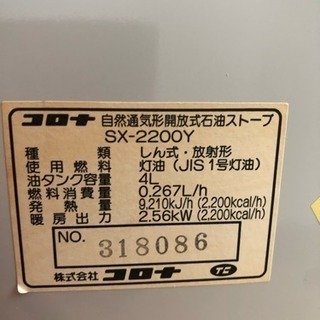 コロナ 自然通気形開放式石油ストーブ
SX-2200Y
種類 しん式・放射形
使用燃料 灯油（JIS1号灯油）
油タンク容量 4L
燃料消費量 0.267L/h
発熱量 9,210kJ/h（2,200kcal/h）
暖房出力 2.56kW（2,200kcal/h）
NO. 318086
株式会社 コロナ